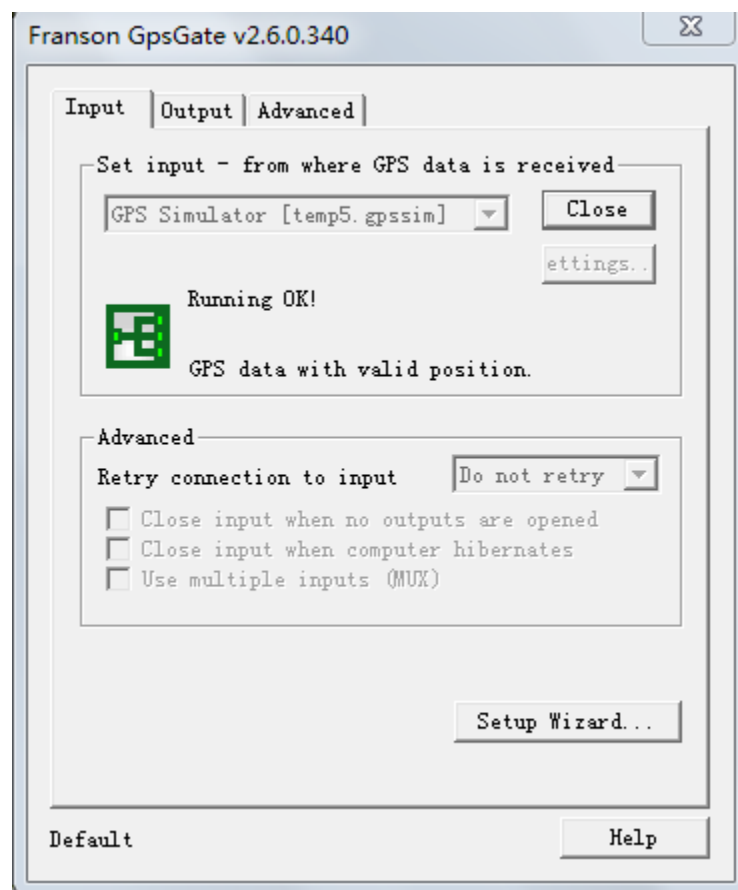 Franson GpsGate v2.6.0.340
Input Output Advanced
Set input - from where GPS data is received
GPS Simulator [temp5.gpssim] Close
ettings..
Running OK!
GPS data with valid position.
Advanced
Retry connection to input Do not retry
Close input when no outputs are opened
Close input when computer hibernates
Use multiple inputs (MUX)
Setup Wizard...
Default Help